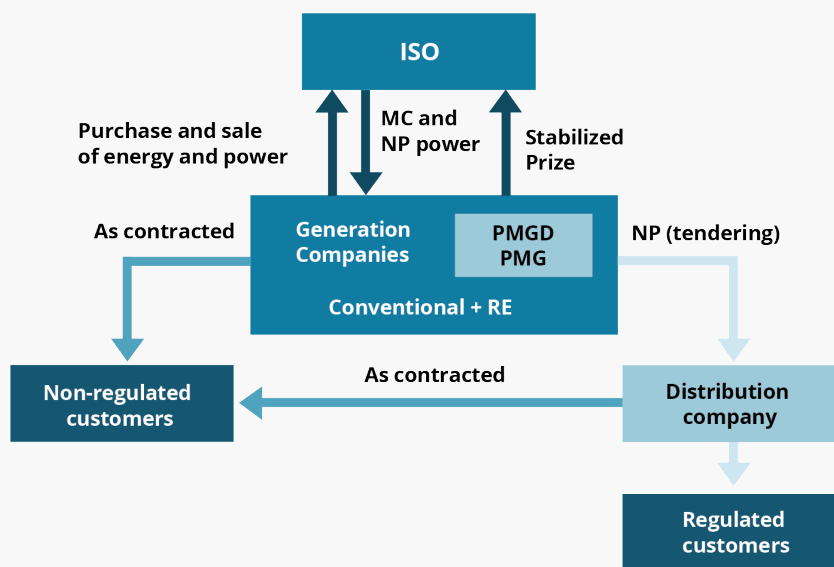 ISO
Purchase and sale
of energy and power
MC and
NP power
Stabilized
Prize
As contracted
Generation
Companies
PMGD
PMG
Conventional + RE
NP (tendering)
Non-regulated
customers
As contracted
Distribution
company
Regulated
customers